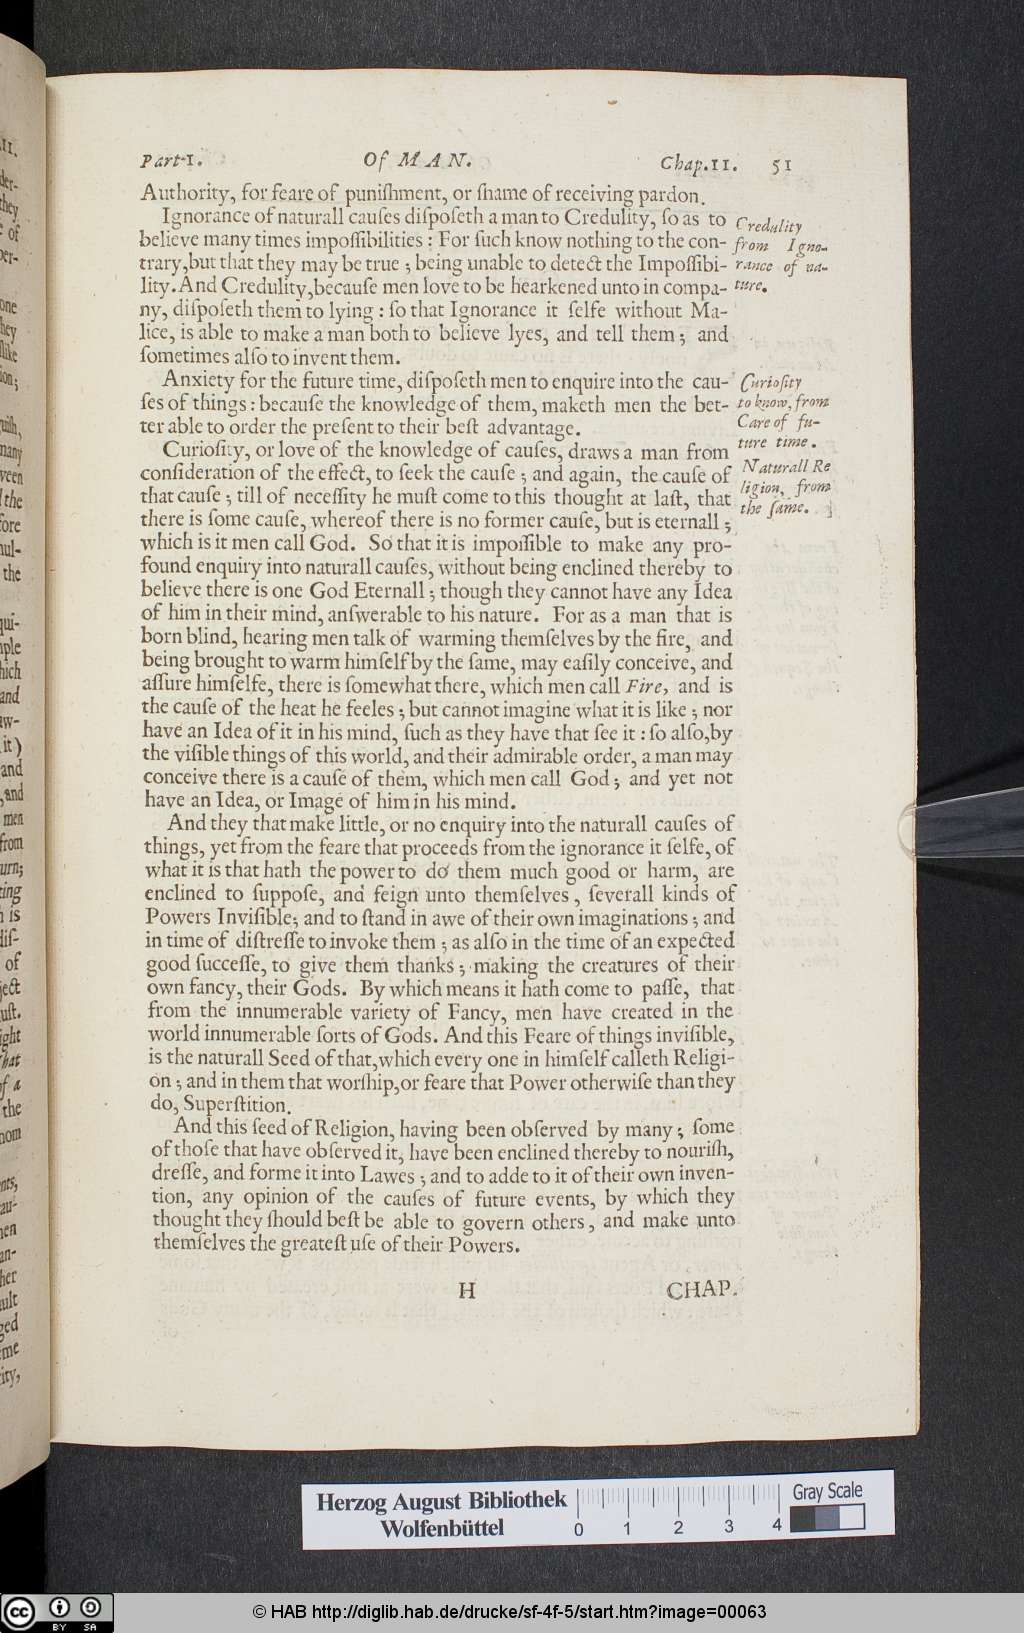 Part 1. Of MAN. Chap. 11. 51
Authority, for feare of puniſhment, or ſhame of receiving pardon.
Ignorance of naturall cauſes diſpoſeth a man to Credulity, ſo as to
believe many times impoſſibilities : For ſuch know nothing to the con-
trary, but that they may be true ; being unable to detect the Impoſſibi-
lity. And Credulity, becauſe men love to be hearkened unto in compa-
ny, diſpoſeth them to lying : ſo that Ignorance it ſelfe without Ma-
lice, is able to make a man both to believe lyes, and tell them ; and
ſometimes alſo to invent them.
Credulity
from Igno-
rance of na-
ture.
Anxiety for the future time, diſpoſeth men to enquire into the cau-
ſes of things : becauſe the knowledge of them, maketh men the bet-
ter able to order the preſent to their beſt advantage.
Curioſity
to know, from
Care of fu-
ture time.
Curioſity, or love of the knowledge of cauſes, draws a man from
conſideration of the effect, to ſeek the cauſe ; and again, the cauſe of
that cauſe ; till of neceſſity he muſt come to this thought at laſt, that
there is ſome cauſe, whereof there is no former cauſe, but is eternall ;
which is it men call God. So that it is impoſſible to make any pro-
found enquiry into naturall cauſes, without being enclined thereby to
believe there is one God Eternall ; though they cannot have any Idea
of him in their mind, anſwerable to his nature. For as a man that is
born blind, hearing men talk of warming themſelves by the fire, and
being brought to warm himſelf by the ſame, may eaſily conceive, and
aſſure himſelfe, there is ſomewhat there, which men call Fire, and is
the cauſe of the heat he feeles ; but cannot imagine what it is like ; nor
have an Idea of it in his mind, ſuch as they have that ſee it : ſo alſo, by
the viſible things of this world, and their admirable order, a man may
conceive there is a cauſe of them, which men call God ; and yet not
have an Idea, or Image of him in his mind.
Naturall Re
ligion, from
the ſame.
And they that make little, or no enquiry into the naturall cauſes of
things, yet from the feare that proceeds from the ignorance it ſelfe, of
what it is that hath the power to do them much good or harm, are
enclined to ſuppoſe, and feign unto themſelves, ſeverall kinds of
Powers Inviſible ; and to ſtand in awe of their own imaginations ; and
in time of diſtreſſe to invoke them ; as alſo in the time of an expected
good ſucceſſe, to give them thanks ; making the creatures of their
own fancy, their Gods. By which means it hath come to paſſe, that
from the innumerable variety of Fancy, men have created in the
world innumerable ſorts of Gods. And this Feare of things inviſible,
is the naturall Seed of that, which every one in himſelf calleth Religi-
on ; and in them that worſhip, or feare that Power otherwiſe than they
do, Superſtition.
And this ſeed of Religion, having been obſerved by many ; ſome
of thoſe that have obſerved it, have been enclined thereby to nouriſh,
dreſſe, and forme it into Lawes ; and to adde to it of their own inven-
tion, any opinion of the cauſes of future events, by which they
thought they ſhould beſt be able to govern others, and make unto
themſelves the greateſt uſe of their Powers.
H CHAP.
Herzog August Bibliothek
Wolfenbüttel
0 1 2 3 4
Gray Scale
cc BY SA
© HAB http://diglib.hab.de/drucke/sf-4f-5/start.htm?image=00063